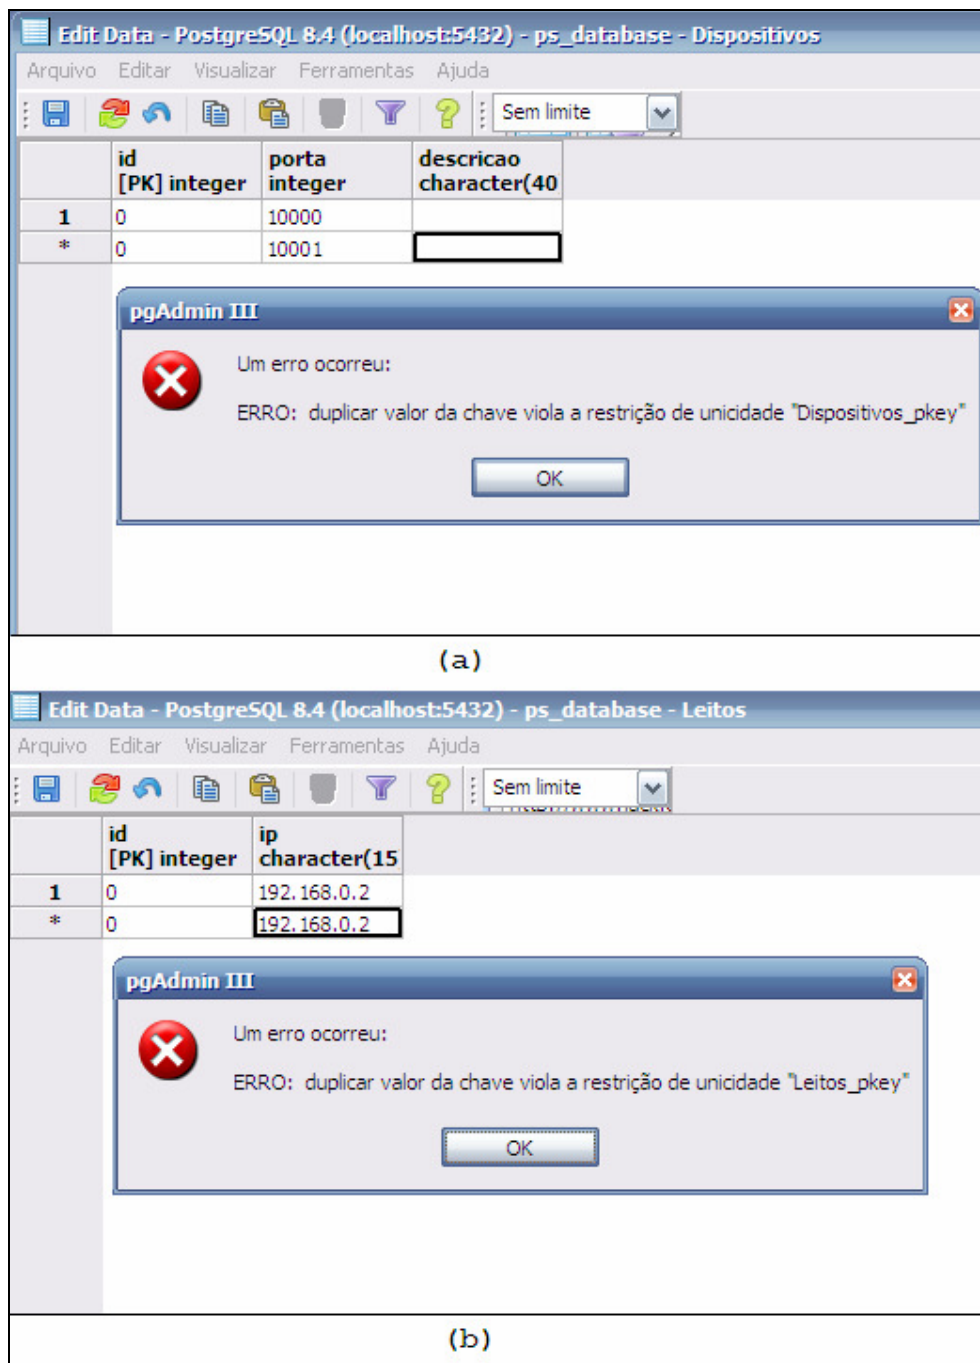 Edit Data - PostgreSQL 8.4 (localhost:5432) - ps_database - Dispositivos
Arquivo Editar Visualizar Ferramentas Ajuda
Sem limite
id porta descricao
[PK] integer integer character(40
1 0 10000
* 0 10001
pgAdmin III
Um erro ocorreu:
ERRO: duplicar valor da chave viola a restrição de unicidade "Dispositivos_pkey"
OK
(a)
Edit Data - PostgreSQL 8.4 (localhost:5432) - ps_database - Leitos
Arquivo Editar Visualizar Ferramentas Ajuda
Sem limite
id ip
[PK] integer character(15
1 0 192.168.0.2
* 0 192.168.0.2
pgAdmin III
Um erro ocorreu:
ERRO: duplicar valor da chave viola a restrição de unicidade "Leitos_pkey"
OK
(b)